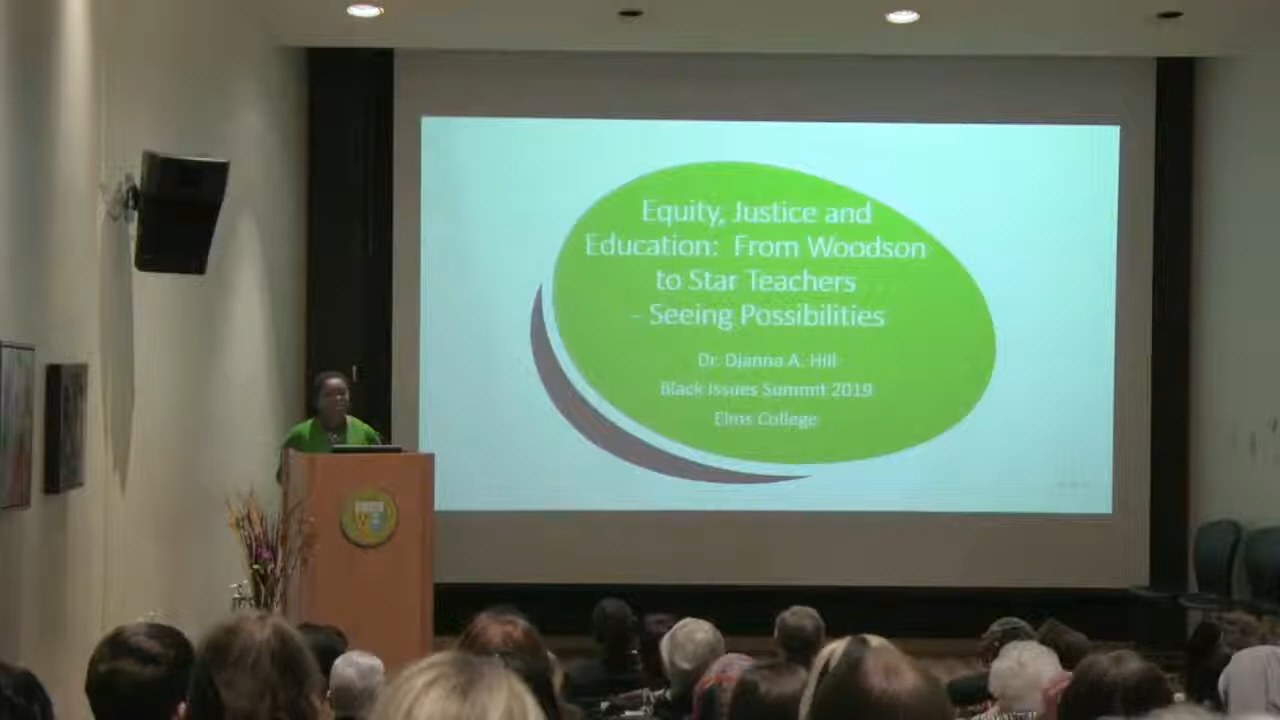 Equity, Justice and
Education: From Woodson
to Star Teachers
- Seeing Possibilities
Dr. Djanna A. Hill
Black Issues Summit 2019
Elms College